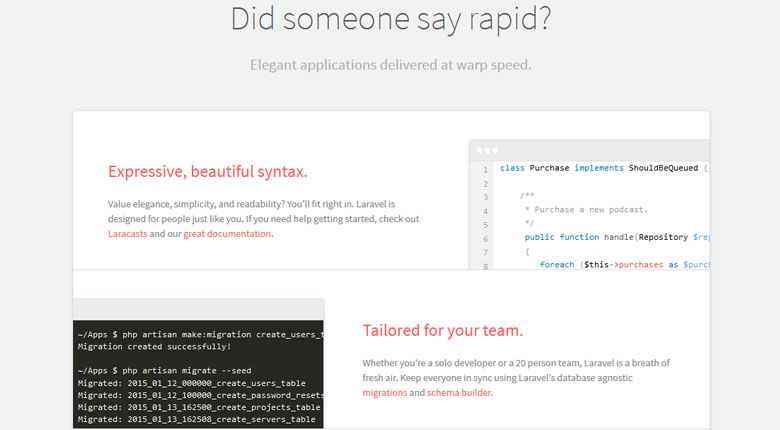 Did someone say rapid?
Elegant applications delivered at warp speed.
Expressive, beautiful syntax.
Value elegance, simplicity, and readability? You'll fit right in. Laravel is
designed for people just like you. If you need help getting started, check out
Laracasts and our great documentation.
1 class Purchase implements ShouldBeQueued {
2
3 /**
4 * Purchase a new podcast.
5 */
6 public function handle(Repository $rep
7 {
8 foreach ($this->purchases as $purch
~/Apps $ php artisan make:migration create_users_t
Migration created successfully!
~/Apps $ php artisan migrate --seed
Migrated: 2015_01_12_000000_create_users_table
Migrated: 2015_01_12_100000_create_password_resets
Migrated: 2015_01_13_162500_create_projects_table
Migrated: 2015_01_13_162508_create_servers_table
Tailored for your team.
Whether you're a solo developer or a 20 person team, Laravel is a breath of
fresh air. Keep everyone in sync using Laravel's database agnostic
migrations and schema builder.